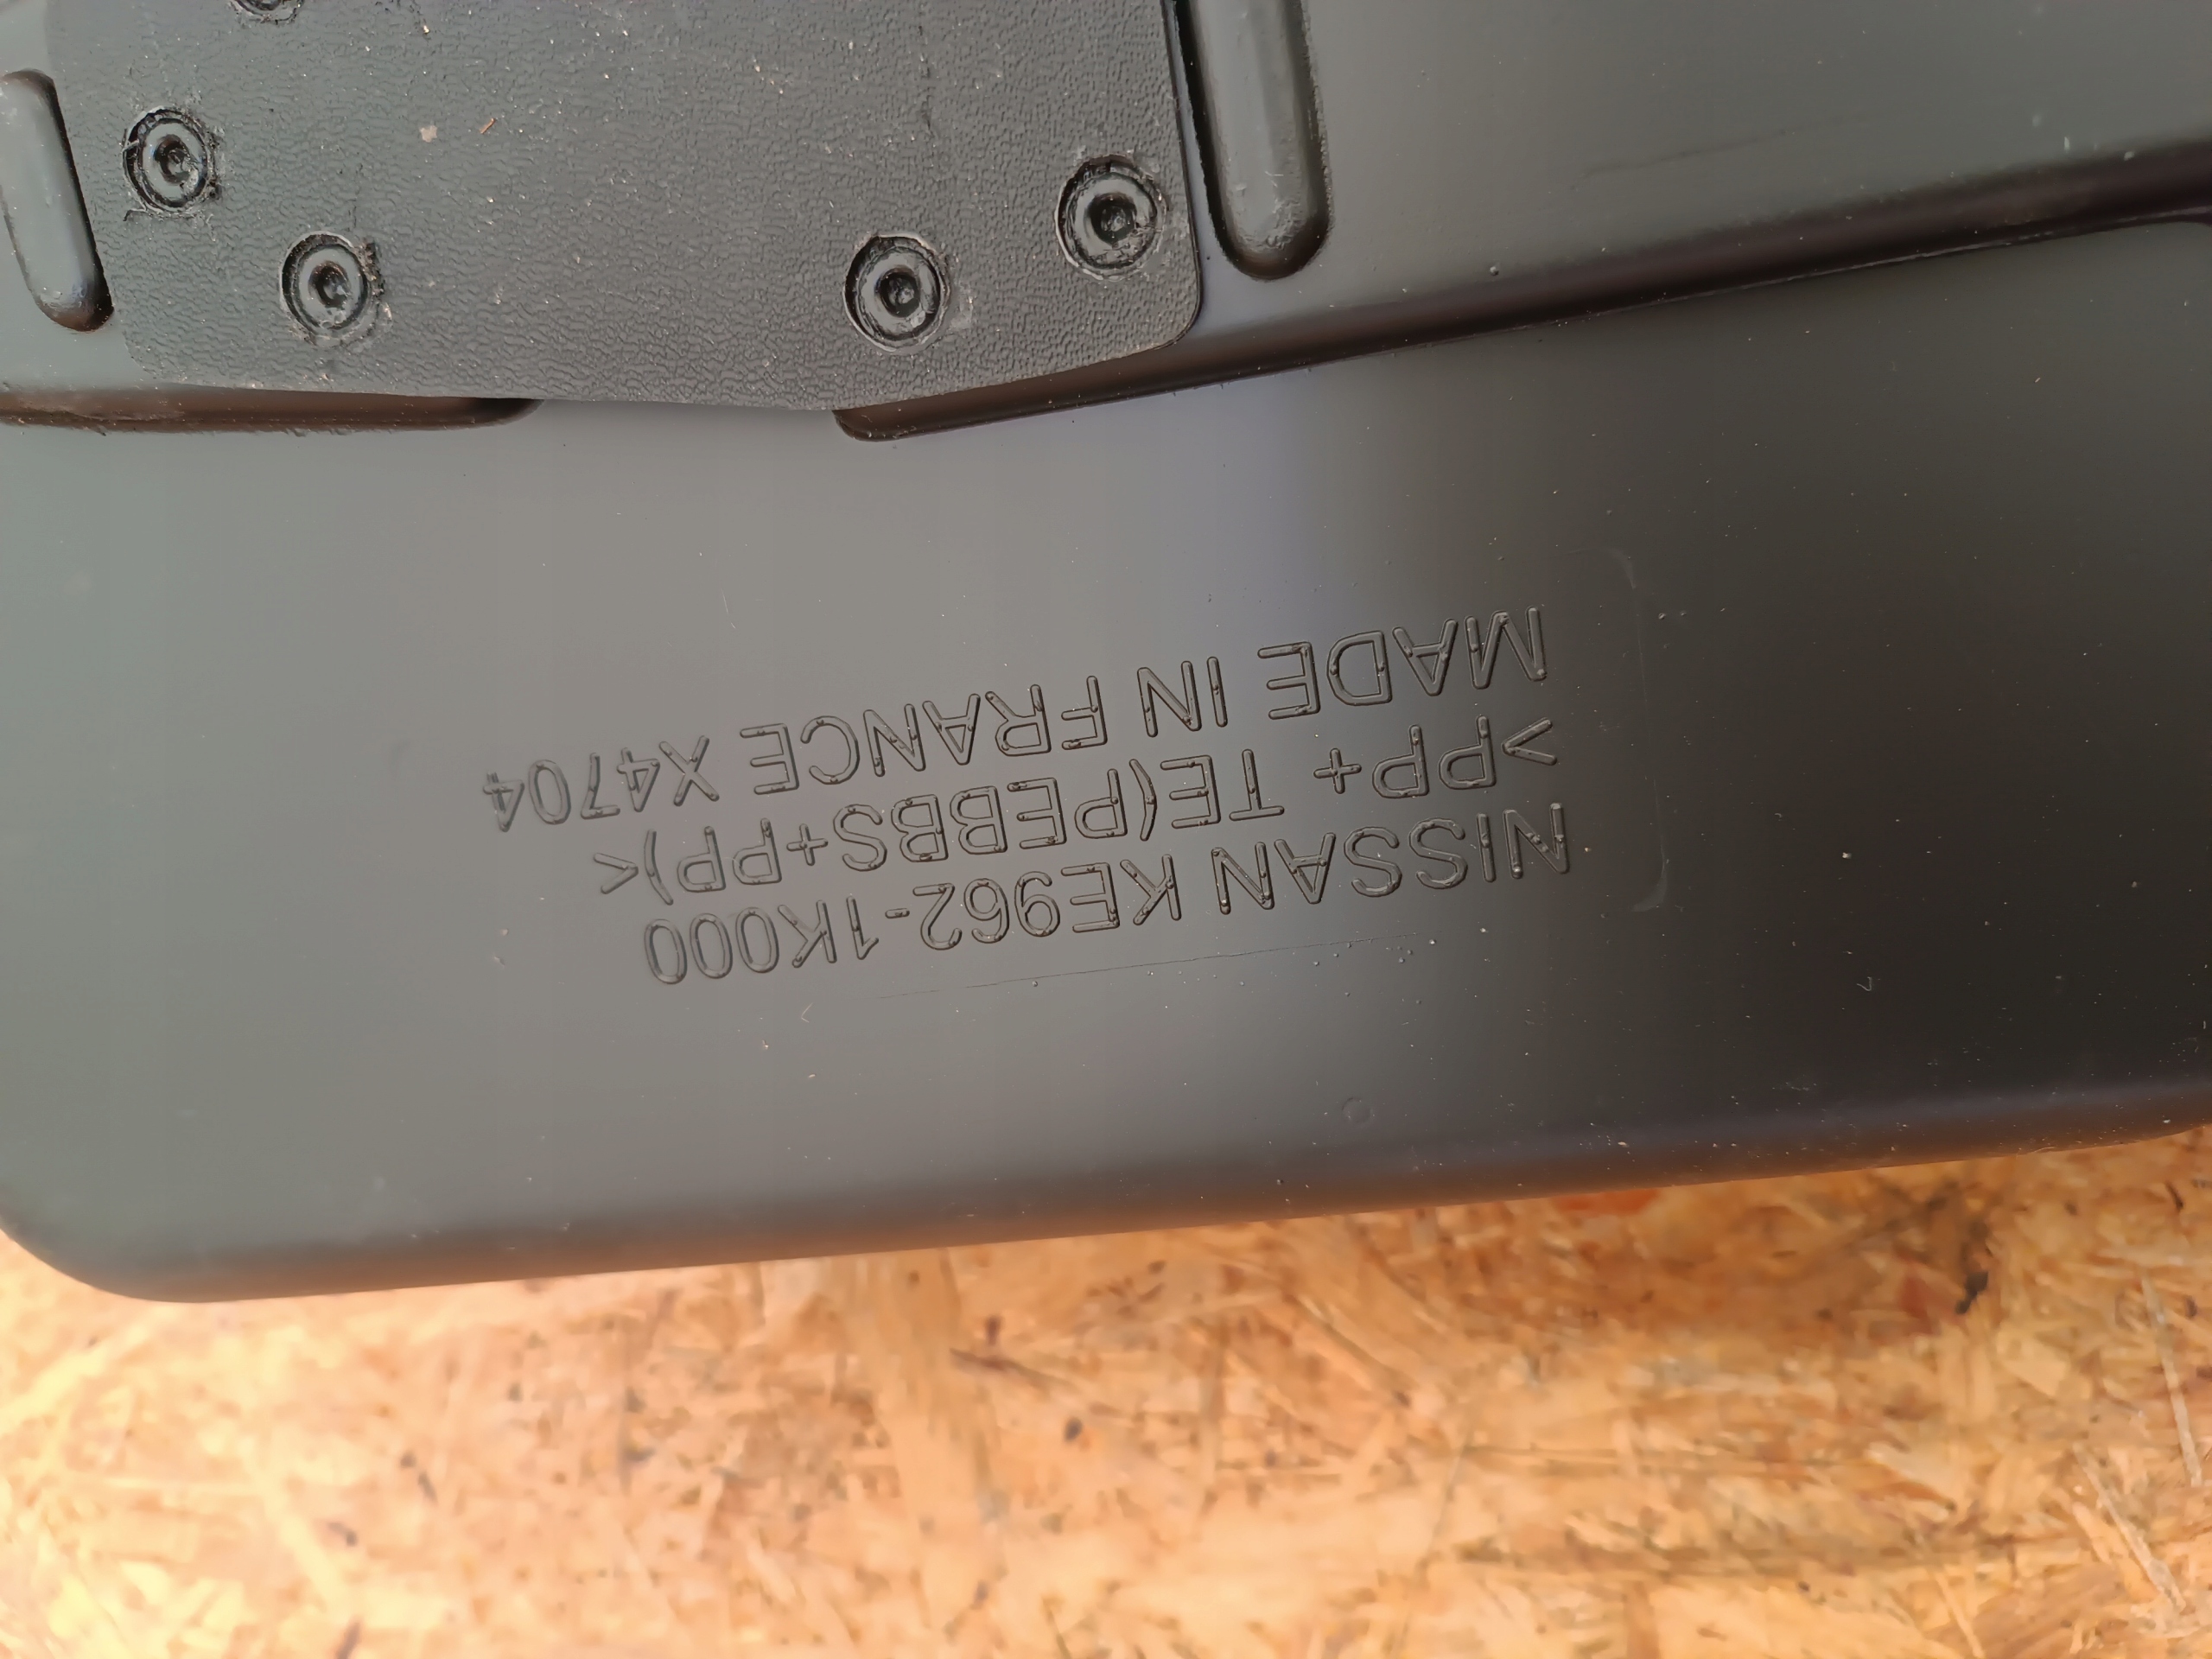 NISSAN KE962-1K000
>PP+ TE(PEBBS+PP)<
MADE IN FRANCE X4704